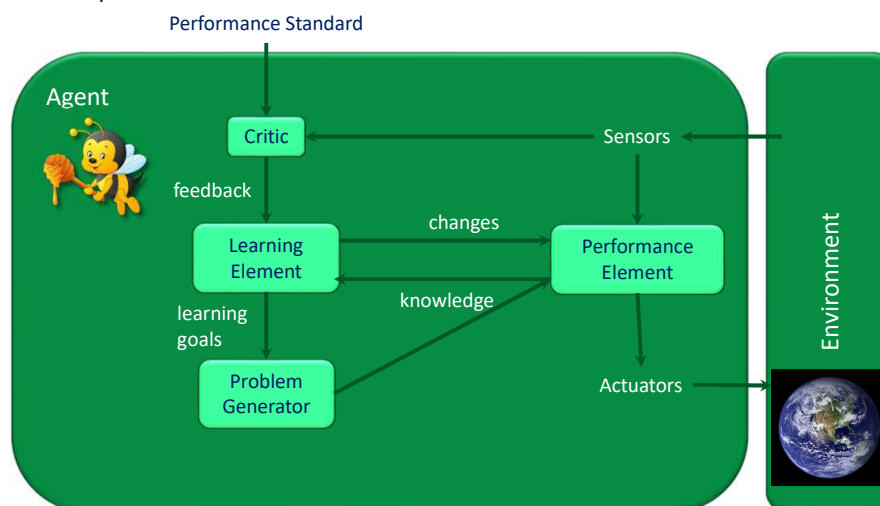 Performance Standard
Agent
Critic
Sensors
feedback
changes
Learning
Element
Performance
Element
knowledge
learning
goals
Problem
Generator
Actuators
Environment